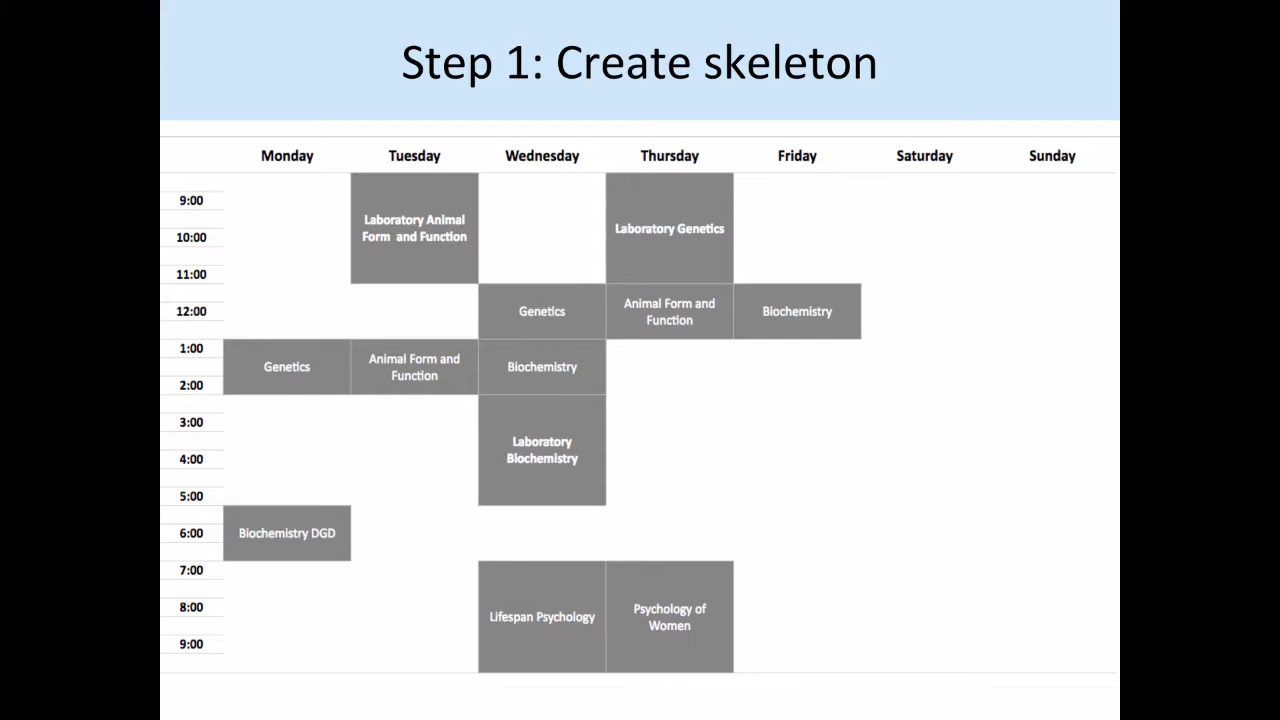 Step 1: Create skeleton
Monday Tuesday Wednesday Thursday Friday Saturday Sunday
9:00
Laboratory Animal
Form and Function
Laboratory Genetics
10:00
11:00
12:00
Genetics
Animal Form and
Function
Biochemistry
1:00
Genetics
Animal Form and
Function
Biochemistry
2:00
3:00
Laboratory
Biochemistry
4:00
5:00
6:00
Biochemistry DGD
7:00
8:00
Lifespan Psychology
Psychology of
Women
9:00